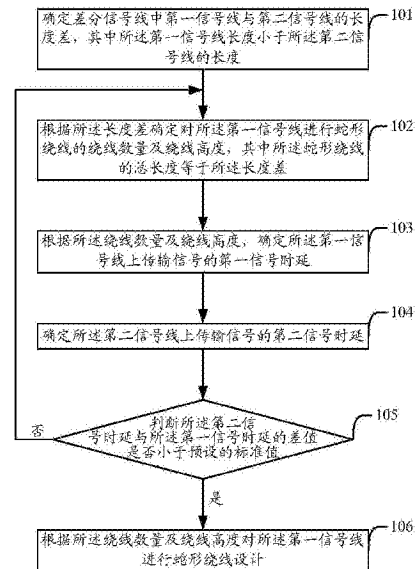 确定差分信号线中第一信号线与第二信号线的长
度差，其中所述第一信号线长度小于所述第二信
号线的长度
101
根据所述长度差确定对所述第一信号线进行蛇形
绕线的绕线数量及绕线高度，其中所述蛇形绕线
的总长度等于所述长度差
102
根据所述绕线数量及绕线高度，确定所述第一信
号线上传输信号的第一信号时延
103
确定所述第二信号线上传输信号的第二信号时延
104
判断所述第二信
号时延与所述第一信号时延的差值
是否小于预设的标准值
105
否
是
根据所述绕线数量及绕线高度对所述第一信号线
进行蛇形绕线设计
106